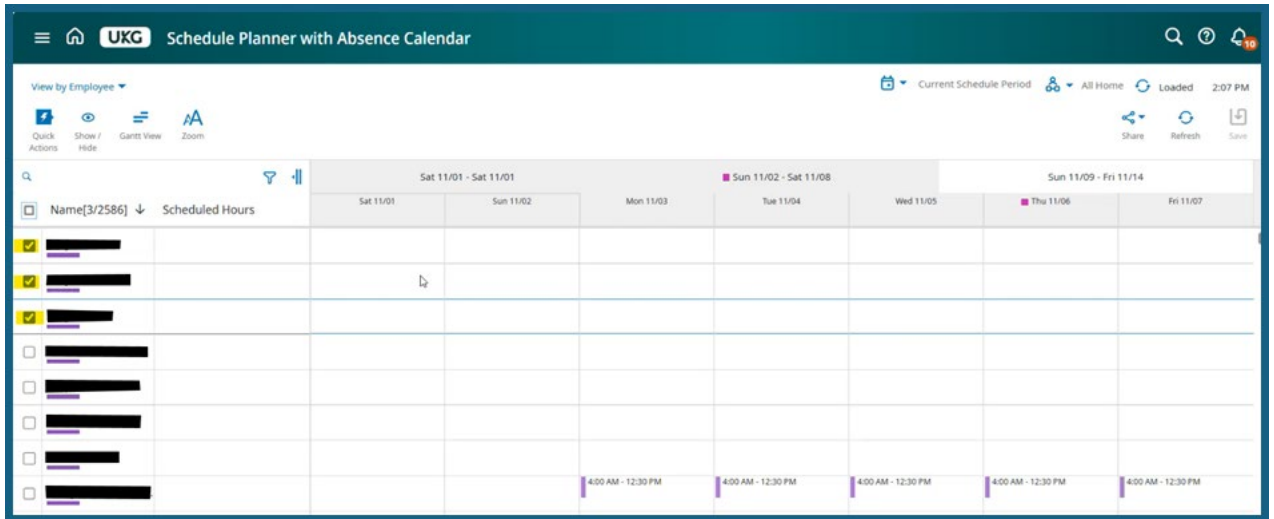 UKG Schedule Planner with Absence Calendar 10
View by Employee Current Schedule Period All Home Loaded 2:07 PM
Quick Actions Show / Hide Gantt View Zoom Share Refresh Save
Sat 11/01 - Sat 11/01 Sun 11/02 - Sat 11/08 Sun 11/09 - Fri 11/14
Name[3/2586] Scheduled Hours Sat 11/01 Sun 11/02 Mon 11/03 Tue 11/04 Wed 11/05 Thu 11/06 Fri 11/07
4:00 AM - 12:30 PM 4:00 AM - 12:30 PM 4:00 AM - 12:30 PM 4:00 AM - 12:30 PM 4:00 AM - 12:30 PM